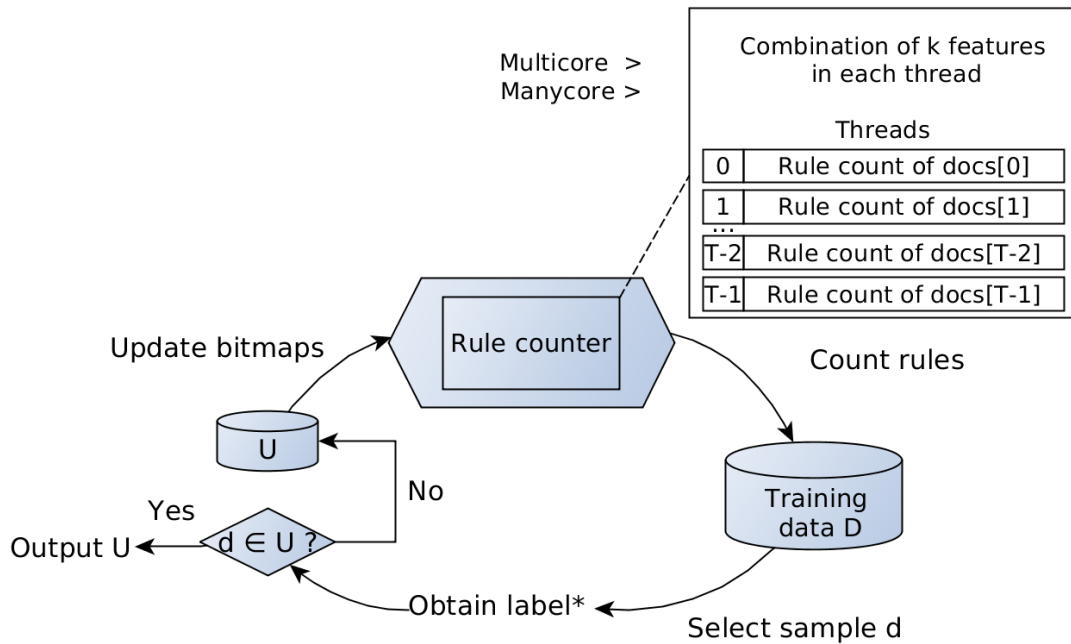 Multicore >
Manycore >
Combination of k features
in each thread
Threads
0 Rule count of docs[0]
1 Rule count of docs[1]
...
T-2 Rule count of docs[T-2]
T-1 Rule count of docs[T-1]
Rule counter
Update bitmaps
Count rules
U
No
Training
data D
Yes
d ∈ U ?
Output U
Obtain label*
Select sample d